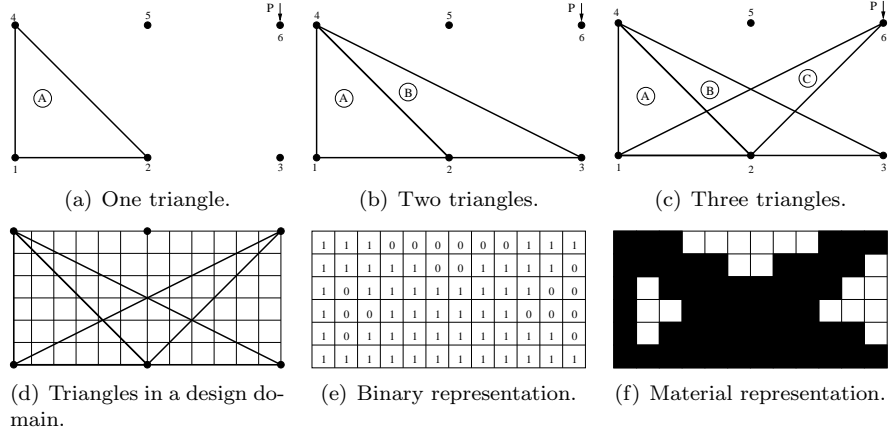 4 5 P 6 A 1 2 3
4 5 P 6 A B 1 2 3
4 5 P 6 A B C 1 2 3
(a) One triangle.
(b) Two triangles.
(c) Three triangles.
1 1 1 0 0 0 0 0 0 1 1 1
1 1 1 1 1 0 0 1 1 1 1 0
1 0 1 1 1 1 1 1 1 1 0 0
1 0 0 1 1 1 1 1 1 0 0 0
1 0 1 1 1 1 1 1 1 1 1 0
1 1 1 1 1 1 1 1 1 1 1 1
(d) Triangles in a design do-
main.
(e) Binary representation.
(f) Material representation.